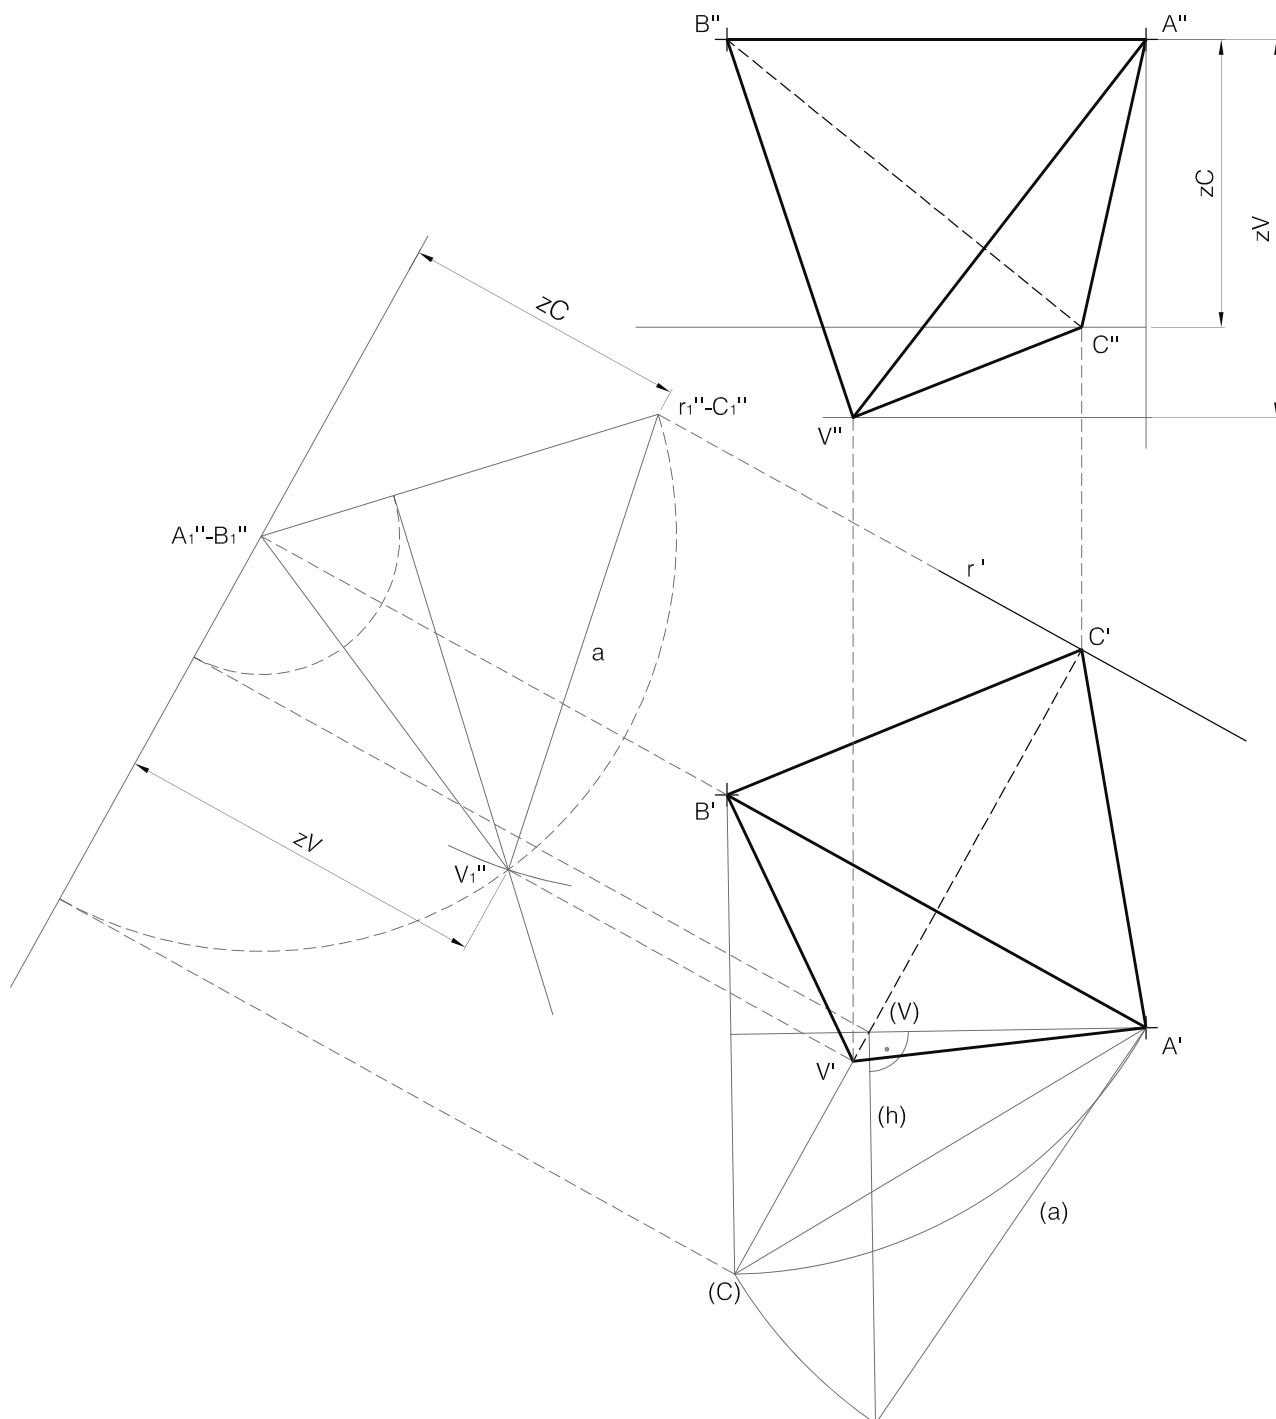 B" A"
zC
zV
zC
C"
r₁"-C₁"
V"
A₁"-B₁"
r'
C'
a
B'
zV
V₁"
(V)
A'
V'
(h)
(a)
(C)